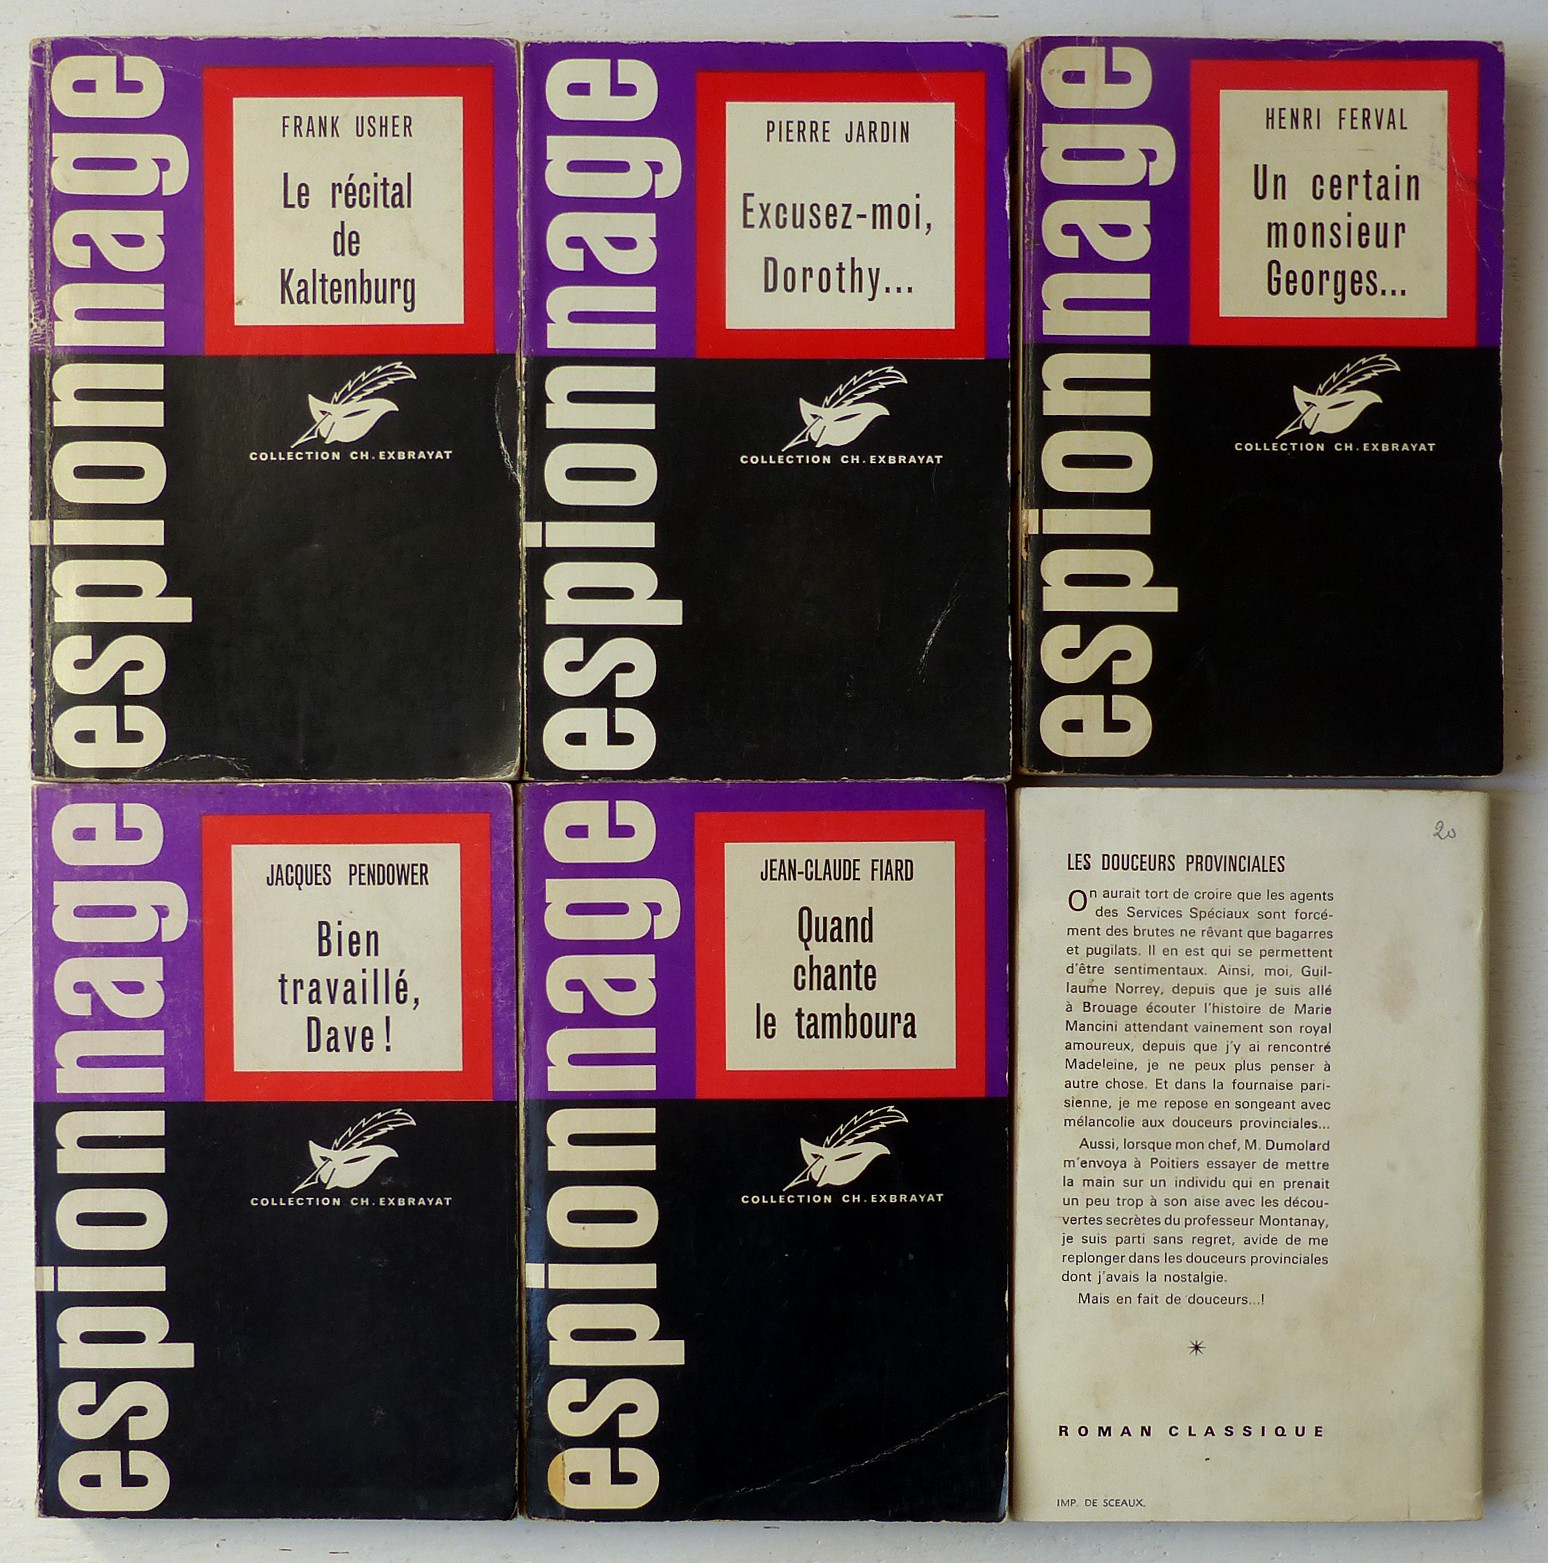 espionnage
FRANK USHER
Le récital
de
Kaltenburg
COLLECTION CH. EXBRAYAT
espionnage
PIERRE JARDIN
Excusez-moi,
Dorothy...
COLLECTION CH. EXBRAYAT
espionnage
HENRI FERVAL
Un certain
monsieur
Georges...
COLLECTION CH. EXBRAYAT
espionnage
JACQUES PENDOWER
Bien
travaillé,
Dave !
COLLECTION CH. EXBRAYAT
espionnage
JEAN-CLAUDE FIARD
Quand
chante
le tamboura
COLLECTION CH. EXBRAYAT
20
LES DOUCEURS PROVINCIALES
On aurait tort de croire que les agents
des Services Spéciaux sont forcé-
ment des brutes ne rêvant que bagarres
et pugilats. Il en est qui se permettent
d'être sentimentaux. Ainsi, moi, Guil-
laume Norrey, depuis que je suis allé
à Brouage écouter l'histoire de Marie
Mancini attendant vainement son royal
amoureux, depuis que j'y ai rencontré
Madeleine, je ne peux plus penser à
autre chose. Et dans la fournaise pari-
sienne, je me repose en songeant avec
mélancolie aux douceurs provinciales...
Aussi, lorsque mon chef, M. Dumolard
m'envoya à Poitiers essayer de mettre
la main sur un individu qui en prenait
un peu trop à son aise avec les décou-
vertes secrètes du professeur Montanay,
je suis parti sans regret, avide de me
replonger dans les douceurs provinciales
dont j'avais la nostalgie.
Mais en fait de douceurs...!
ROMAN CLASSIQUE
IMP. DE SCEAUX.